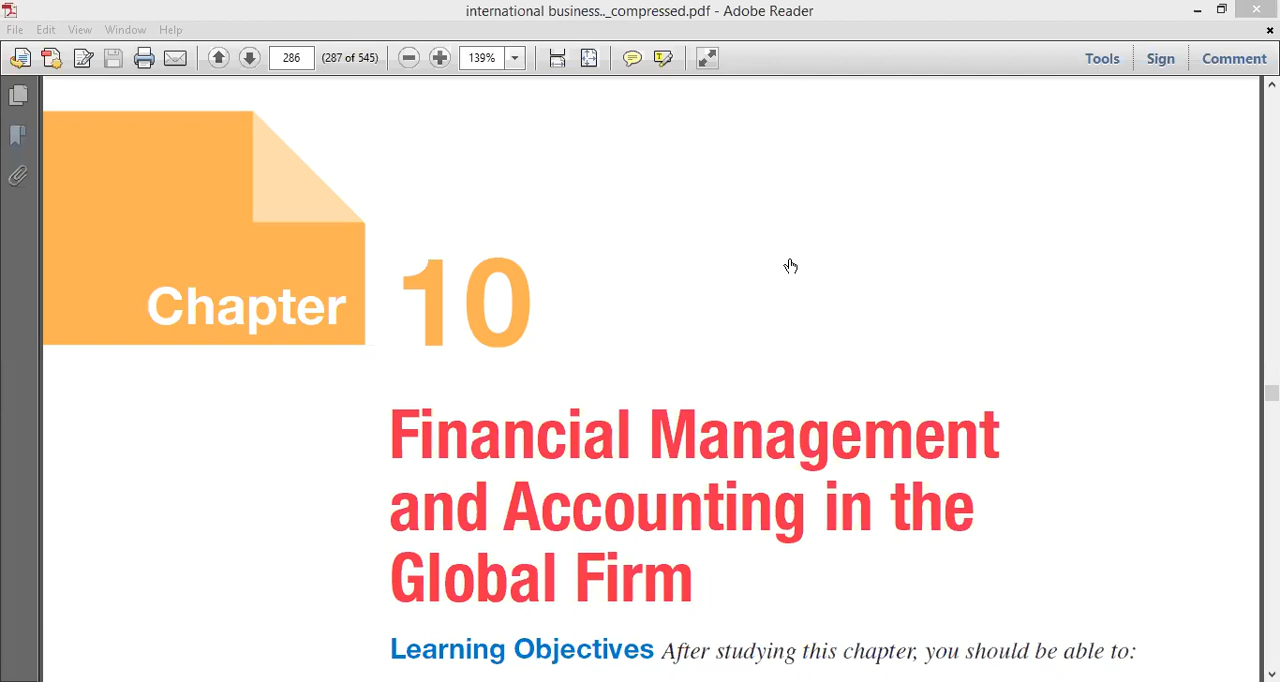 international business.._compressed.pdf - Adobe Reader
File Edit View Window Help
286 (287 of 545) 139% Tools Sign Comment
Chapter 10
Financial Management
and Accounting in the
Global Firm
Learning Objectives After studying this chapter, you should be able to: